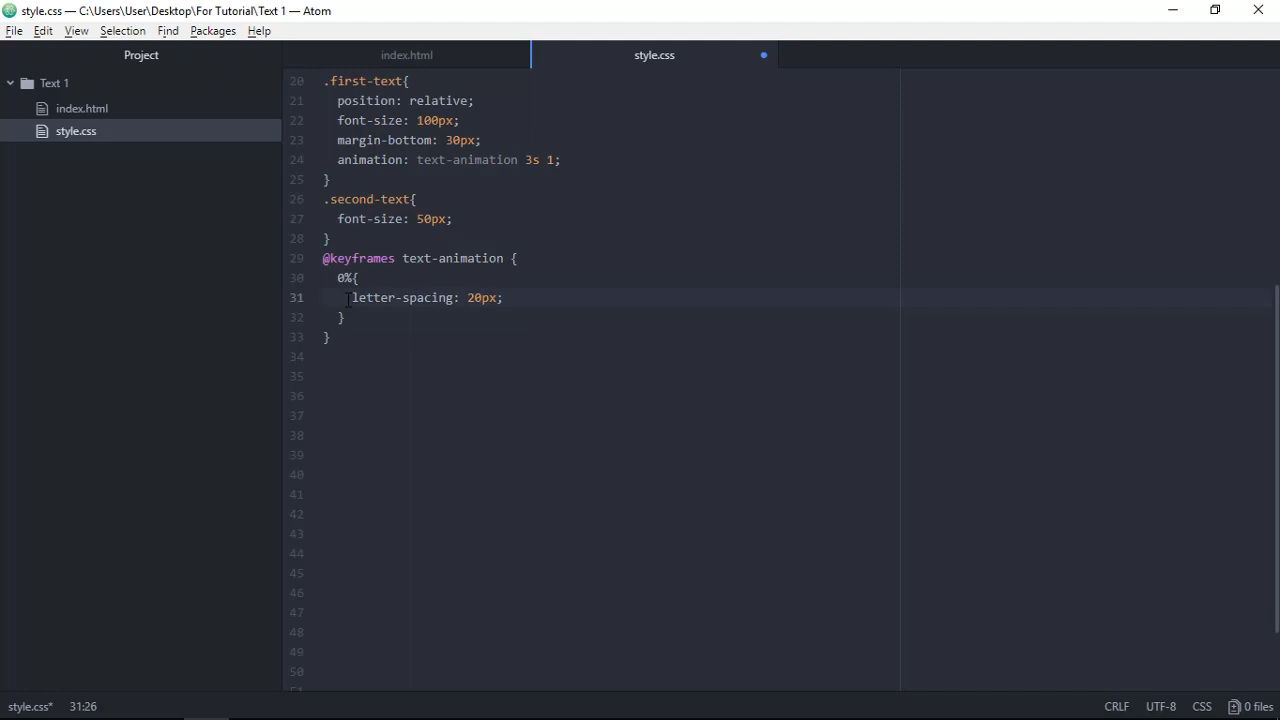 style.css — C:\Users\User\Desktop\For Tutorial\Text 1 — Atom
File Edit View Selection Find Packages Help
Project
index.html
style.css
Text 1
index.html
style.css
20 .first-text{
21 position: relative;
22 font-size: 100px;
23 margin-bottom: 30px;
24 animation: text-animation 3s 1;
25 }
26 .second-text{
27 font-size: 50px;
28 }
29 @keyframes text-animation {
30 0%{
31 letter-spacing: 20px;
32 }
33 }
34
35
36
37
38
39
40
41
42
43
44
45
46
47
48
49
50
51
style.css* 31:26 CRLF UTF-8 CSS 0 files